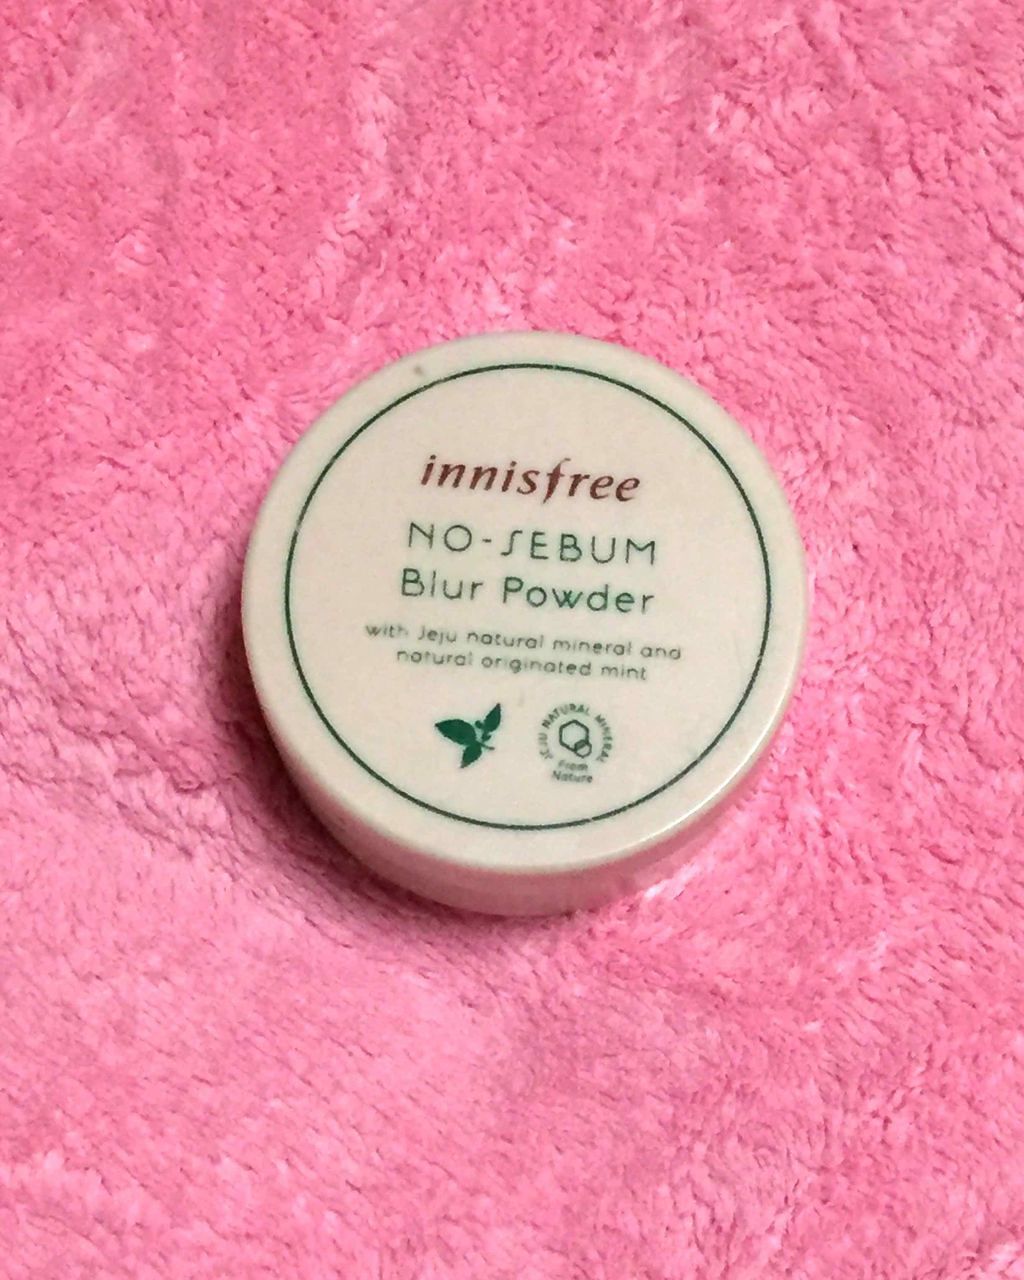 innisfree
NO-SEBUM
Blur Powder
with Jeju natural mineral and
natural originated mint
JEJU NATURAL MINERAL
From
Nature